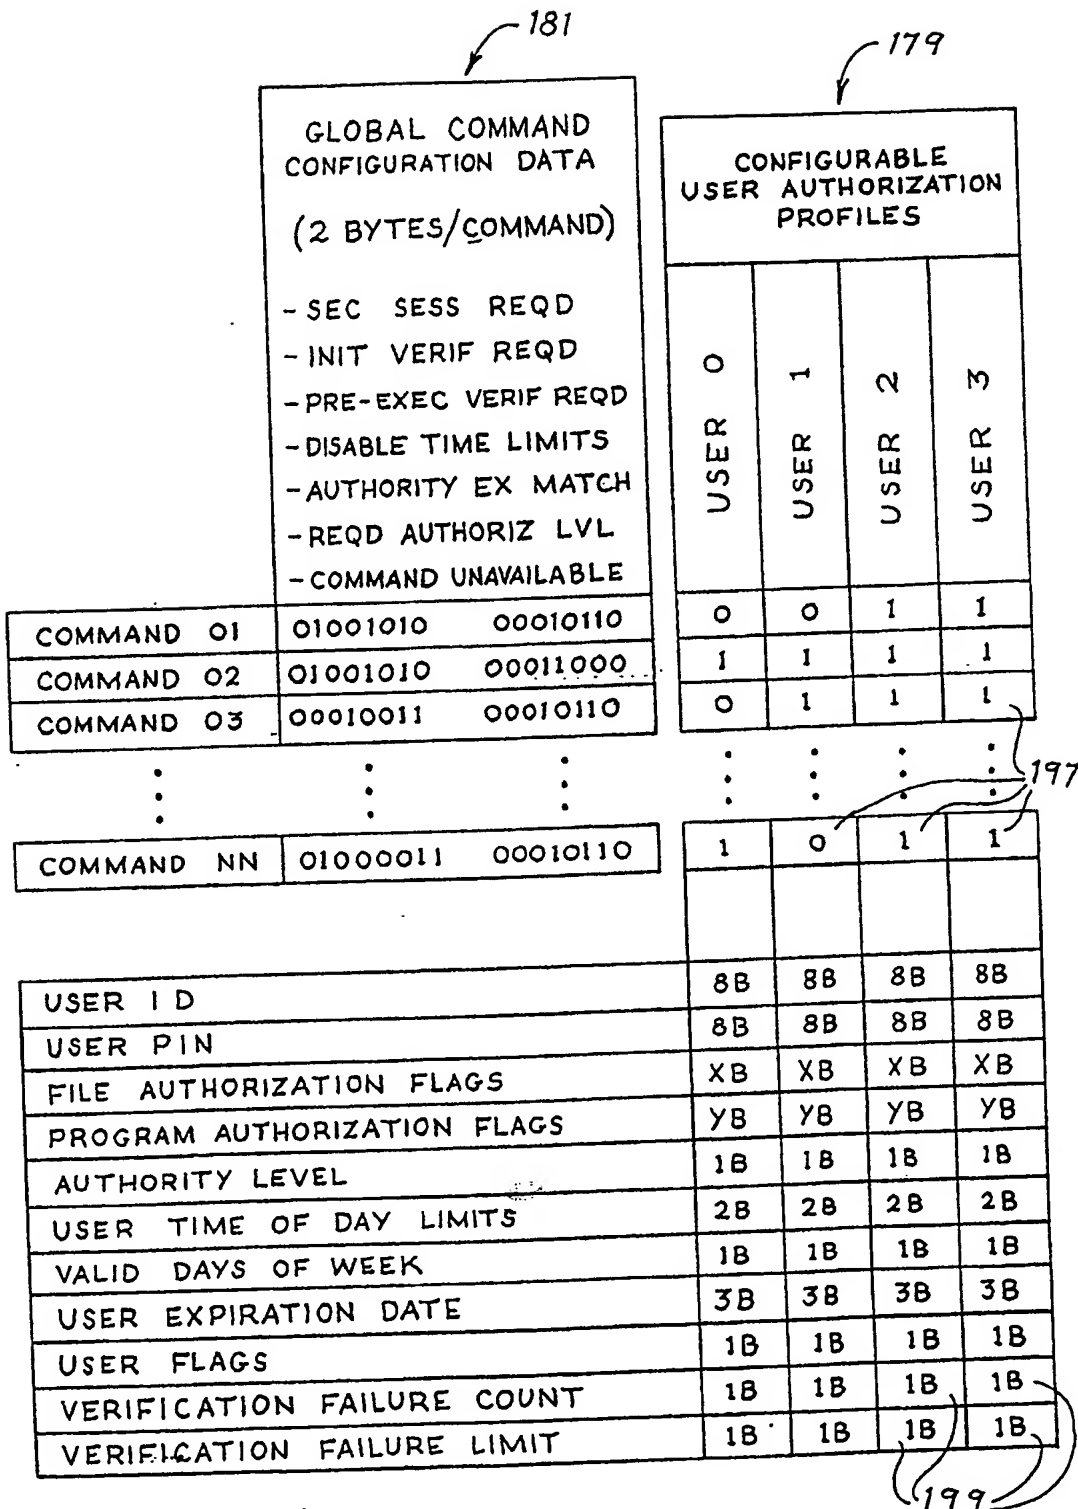 181
179
GLOBAL COMMAND
CONFIGURATION DATA
(2 BYTES/COMMAND)
- SEC SESS REQD
- INIT VERIF REQD
- PRE-EXEC VERIF REQD
- DISABLE TIME LIMITS
- AUTHORITY EX MATCH
- REQD AUTHORIZ LVL
- COMMAND UNAVAILABLE
CONFIGURABLE
USER AUTHORIZATION
PROFILES
USER 0
USER 1
USER 2
USER 3
COMMAND 01 01001010 00010110 0 0 1 1
COMMAND 02 01001010 00011000 1 1 1 1
COMMAND 03 00010011 00010110 0 1 1 1
197
COMMAND NN 01000011 00010110 1 0 1 1
USER ID 8B 8B 8B 8B
USER PIN 8B 8B 8B 8B
FILE AUTHORIZATION FLAGS XB XB XB XB
PROGRAM AUTHORIZATION FLAGS YB YB YB YB
AUTHORITY LEVEL 1B 1B 1B 1B
USER TIME OF DAY LIMITS 2B 2B 2B 2B
VALID DAYS OF WEEK 1B 1B 1B 1B
USER EXPIRATION DATE 3B 3B 3B 3B
USER FLAGS 1B 1B 1B 1B
VERIFICATION FAILURE COUNT 1B 1B 1B 1B
VERIFICATION FAILURE LIMIT 1B 1B 1B 1B
199